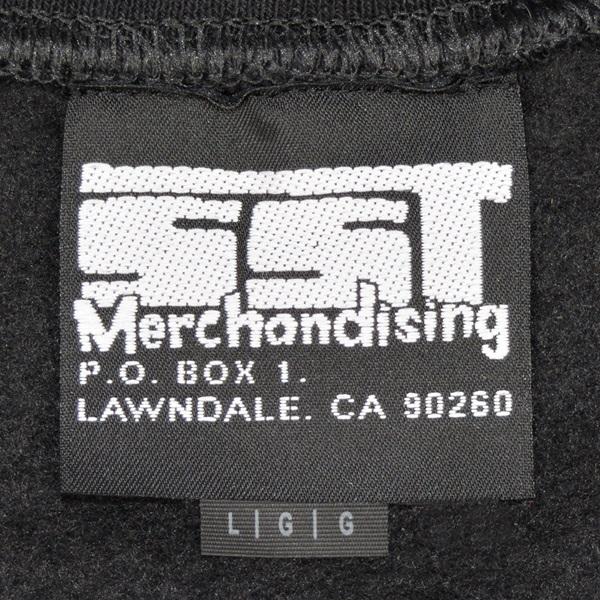 SST
Merchandising
P.O. BOX 1.
LAWNDALE. CA 90260
L|G|G